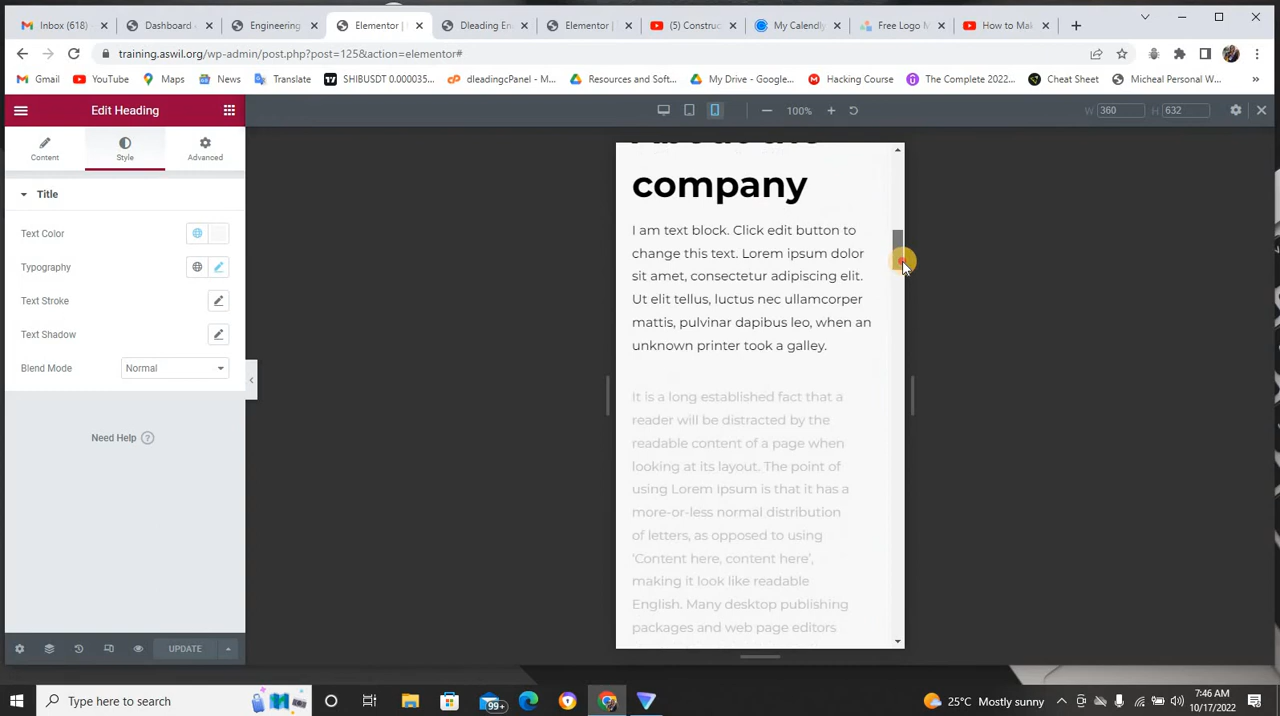 Inbox (618)
Dashboard
Engineering
Elementor |
Dleading En
Elementor |
(5) Construc
My Calendly
Free Logo M
How to Mak
training.aswil.org/wp-admin/post.php?post=125&action=elementor#
Gmail
YouTube
Maps
News
Translate
SHIBUSDT 0.000035...
dleadingcPanel - M...
Resources and Soft...
My Drive - Google...
Hacking Course
The Complete 2022...
Cheat Sheet
Micheal Personal W...
»
Edit Heading
100%
W 360
H 632
Content
Style
Advanced
Title
Text Color
Typography
Text Stroke
Text Shadow
Blend Mode
Normal
Need Help ?
UPDATE
About the
company
I am text block. Click edit button to
change this text. Lorem ipsum dolor
sit amet, consectetur adipiscing elit.
Ut elit tellus, luctus nec ullamcorper
mattis, pulvinar dapibus leo, when an
unknown printer took a galley.
It is a long established fact that a
reader will be distracted by the
readable content of a page when
looking at its layout. The point of
using Lorem Ipsum is that it has a
more-or-less normal distribution
of letters, as opposed to using
‘Content here, content here’,
making it look like readable
English. Many desktop publishing
packages and web page editors
Type here to search
99+
25°C Mostly sunny
7:46 AM
10/17/2022